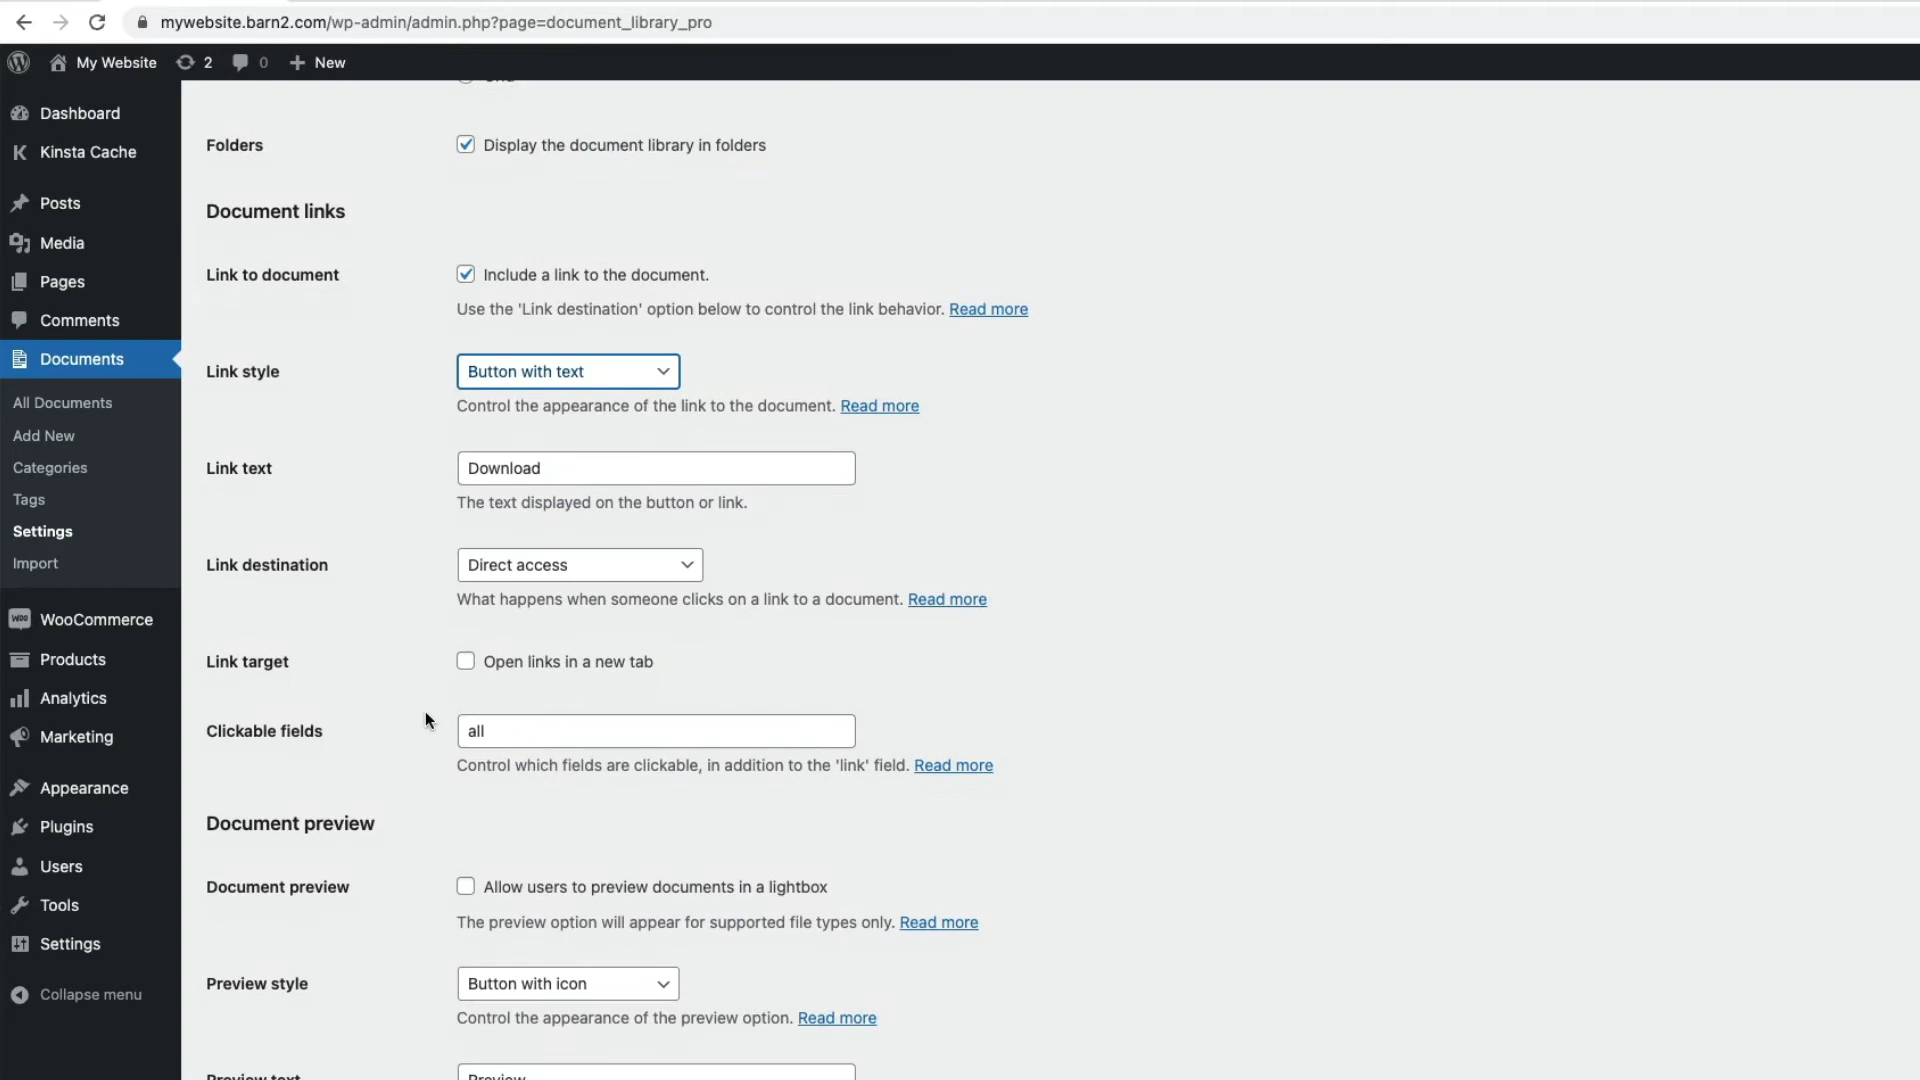 mywebsite.barn2.com/wp-admin/admin.php?page=document_library_pro
My Website 2 0 New
Dashboard
Kinsta Cache
Posts
Media
Pages
Comments
Documents
All Documents
Add New
Categories
Tags
Settings
Import
WooCommerce
Products
Analytics
Marketing
Appearance
Plugins
Users
Tools
Settings
Collapse menu
Folders
Display the document library in folders
Document links
Link to document
Include a link to the document.
Use the 'Link destination' option below to control the link behavior. Read more
Link style
Button with text
Control the appearance of the link to the document. Read more
Link text
Download
The text displayed on the button or link.
Link destination
Direct access
What happens when someone clicks on a link to a document. Read more
Link target
Open links in a new tab
Clickable fields
all
Control which fields are clickable, in addition to the 'link' field. Read more
Document preview
Document preview
Allow users to preview documents in a lightbox
The preview option will appear for supported file types only. Read more
Preview style
Button with icon
Control the appearance of the preview option. Read more
Preview text
Preview